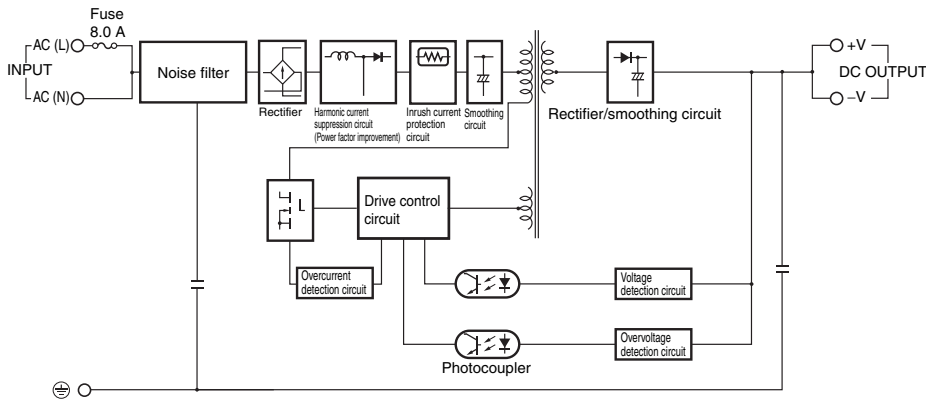 Fuse
8.0 A
AC (L)
INPUT
AC (N)
Noise filter
Rectifier
Harmonic current
suppression circuit
(Power factor improvement)
Inrush current
protection
circuit
Smoothing
circuit
Rectifier/smoothing circuit
+V
DC OUTPUT
−V
Drive control
circuit
Overcurrent
detection circuit
Voltage
detection circuit
Overvoltage
detection circuit
Photocoupler